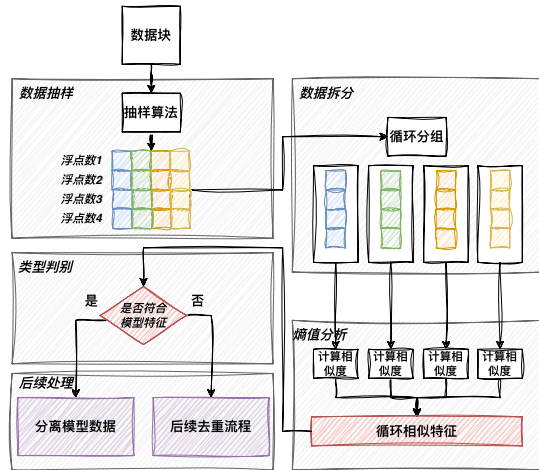 数据块
数据抽样
抽样算法
浮点数1
浮点数2
浮点数3
浮点数4
数据拆分
循环分组
类型判别
是
否
是否符合
模型特征
熵值分析
计算相
似度
计算相
似度
计算相
似度
计算相
似度
循环相似特征
后续处理
分离模型数据
后续去重流程